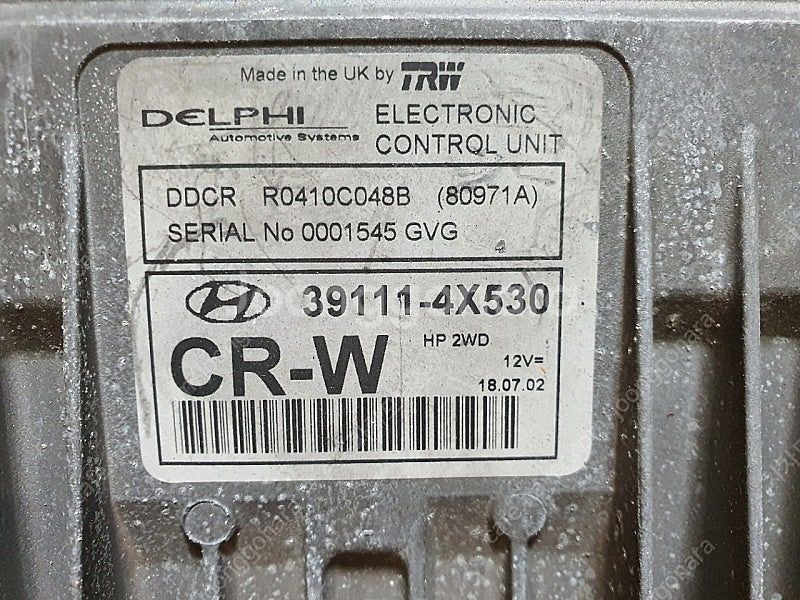 Made in the UK by TRW
DELPHI
Automotive Systems
ELECTRONIC
CONTROL UNIT
DDCR R0410C048B (80971A)
SERIAL No 0001545 GVG
39111-4X530
CR-W
HP 2WD
12V=
18.07.02